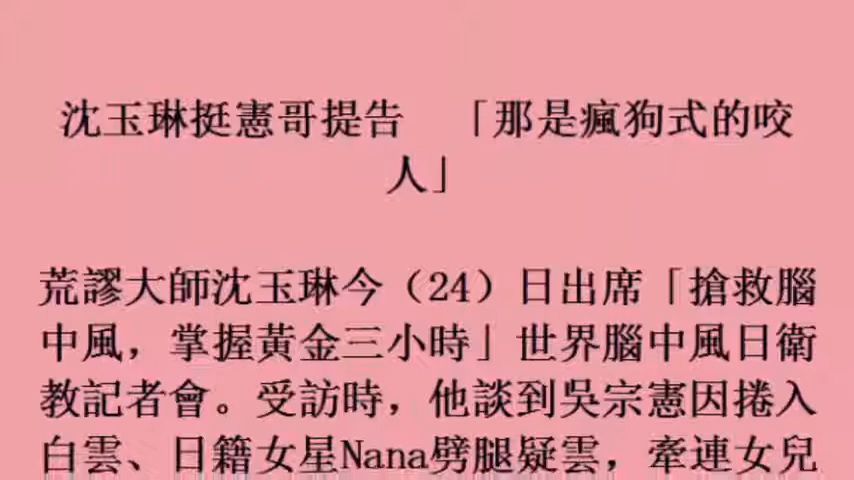 沈玉琳挺憲哥提告　「那是瘋狗式的咬
人」
荒謬大師沈玉琳今（24）日出席「搶救腦
中風，掌握黃金三小時」世界腦中風日衛
教記者會。受訪時，他談到吳宗憲因捲入
白雲、日籍女星Nana劈腿疑雲，牽連女兒